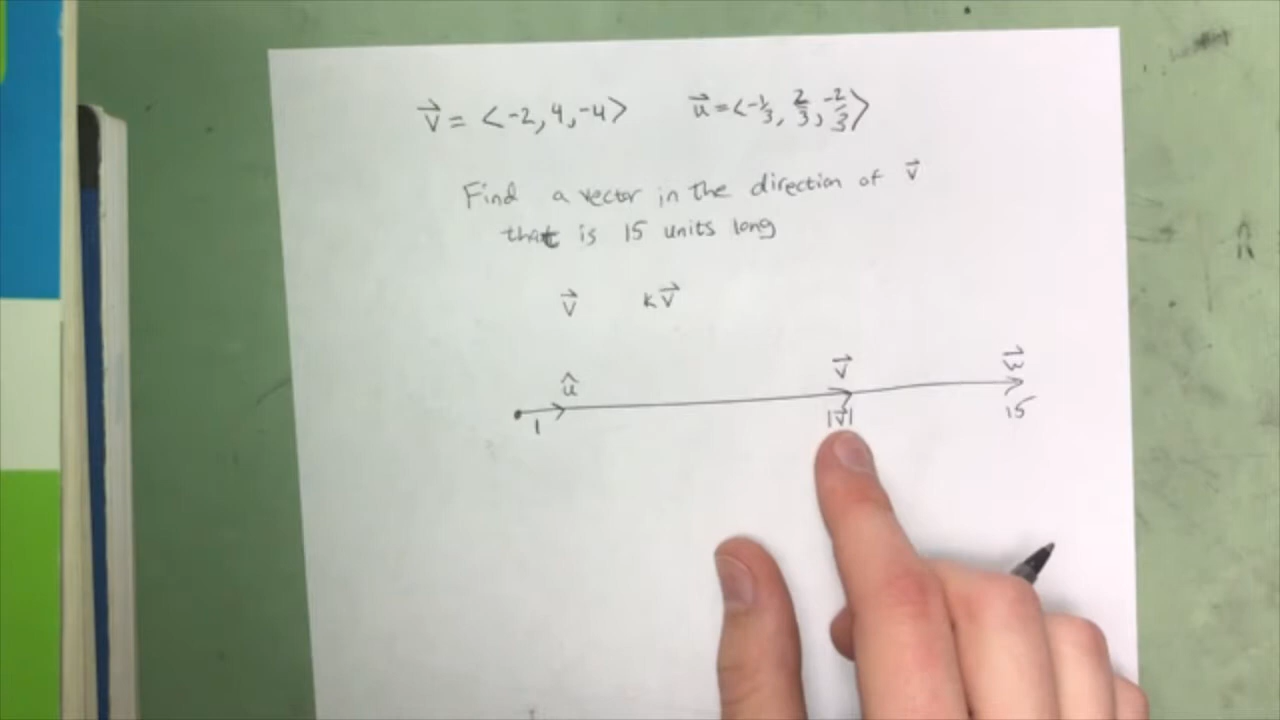 v⃗ = <-2, 4, -4> u⃗ = <-1/3, 2/3, -2/3>
Find a vector in the direction of v⃗
that is 15 units long
v⃗ kv⃗
û v⃗ w⃗
1 |v⃗| 15